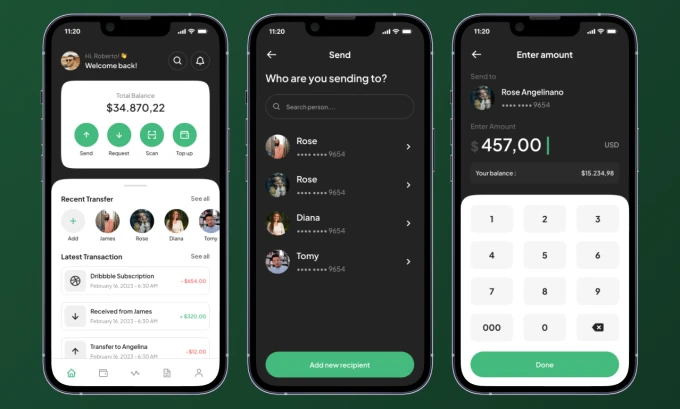 11:20
Hi, Roberto!
Welcome back!
Total Balance
$34.870,22
Send
Request
Scan
Top up
Recent Transfer
See all
Add
James
Rose
Diana
Tomy
Latest Transaction
See all
Dribbble Subscription
February 16, 2023 - 6:30 AM
- $654,00
Received from James
February 16, 2023 - 6:30 AM
+ $320,00
Transfer to Angelina
February 16, 2023 - 6:30 AM
-$12,00
11:20
Send
Who are you sending to?
Search person....
Rose
•••• •••• 9654
Rose
•••• •••• 9654
Diana
•••• •••• 9654
Tomy
•••• •••• 9654
Add new recipient
11:20
Enter amount
Send to
Rose Angelinano
•••• •••• 9654
Enter Amount
$ 457,00
USD
Your balance :
$15.234,98
1 2 3
4 5 6
7 8 9
000 0
Done